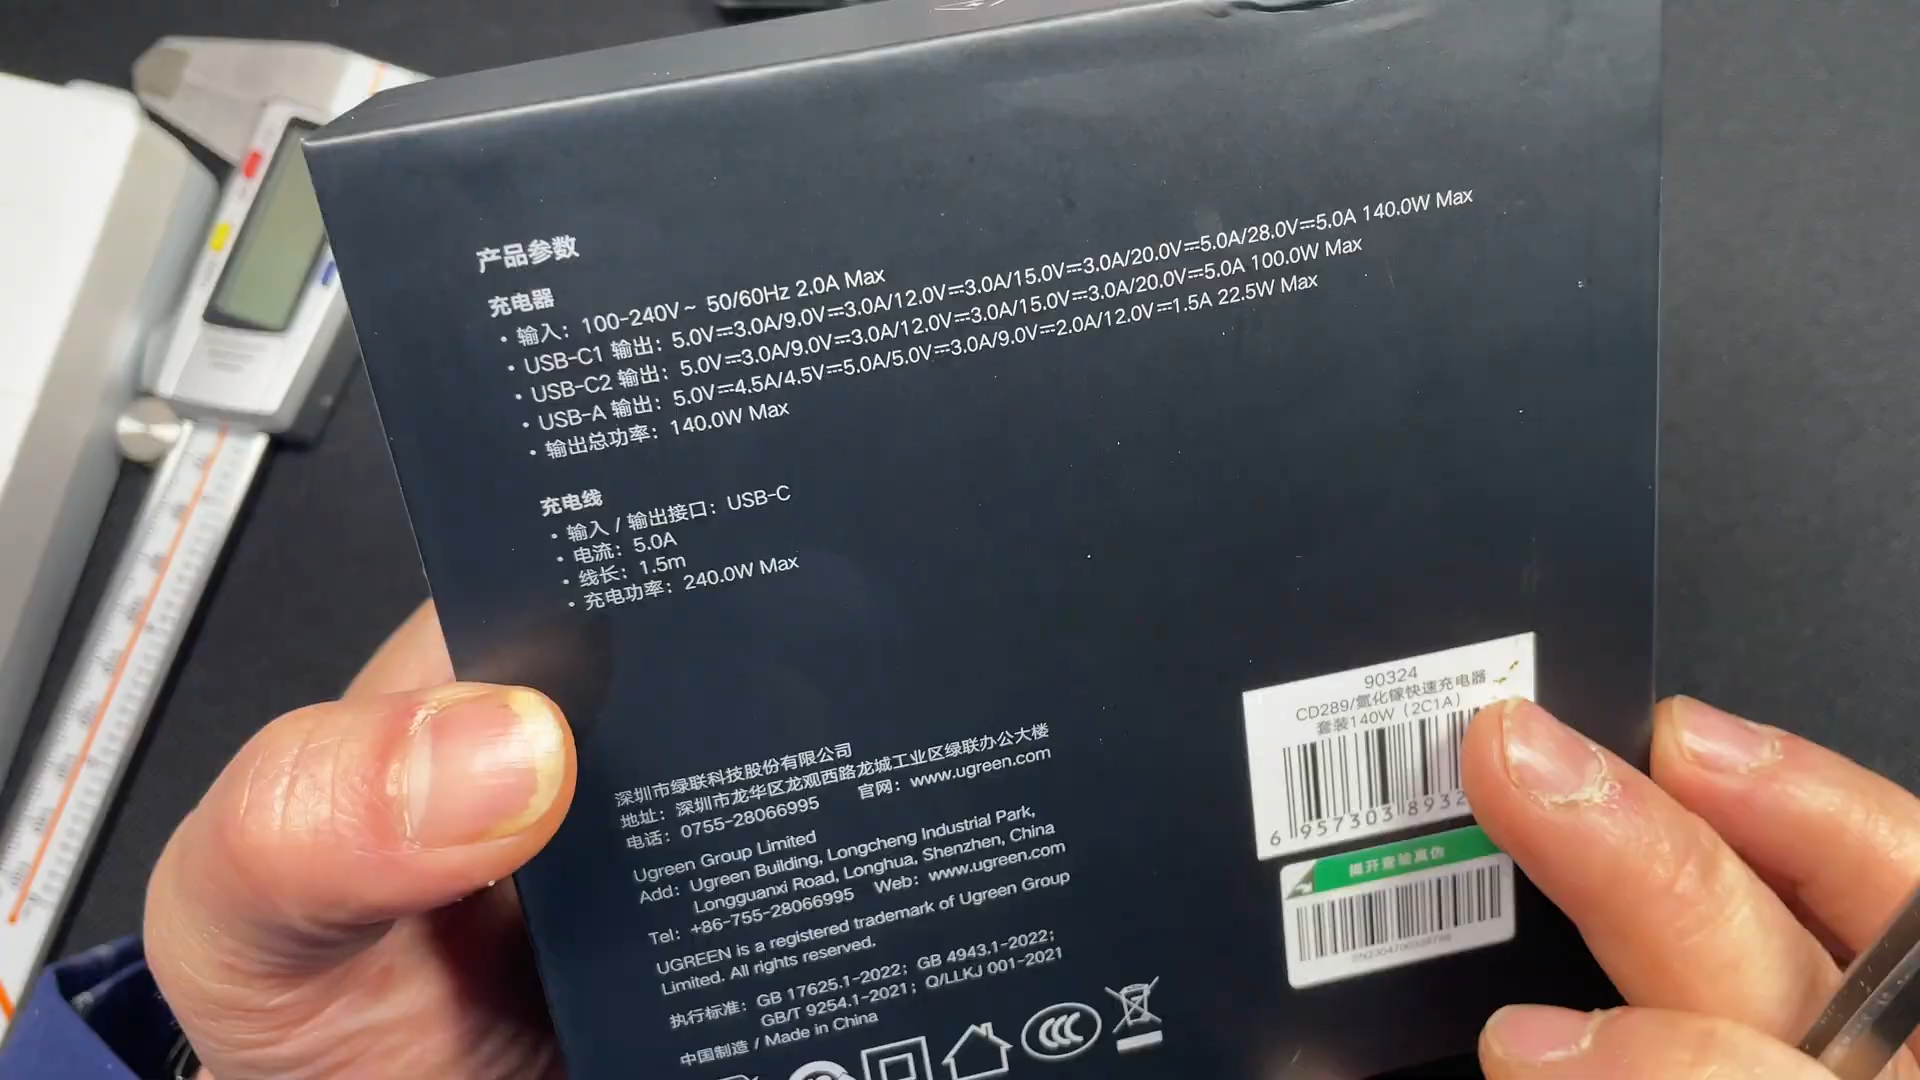 产品参数
充电器
• 输入：100-240V~ 50/60Hz 2.0A Max
• USB-C1 输出：5.0V⎓3.0A/9.0V⎓3.0A/12.0V⎓3.0A/15.0V⎓3.0A/20.0V⎓5.0A/28.0V⎓5.0A 140.0W Max
• USB-C2 输出：5.0V⎓3.0A/9.0V⎓3.0A/12.0V⎓3.0A/15.0V⎓3.0A/20.0V⎓5.0A 100.0W Max
• USB-A 输出：5.0V⎓4.5A/4.5V⎓5.0A/5.0V⎓3.0A/9.0V⎓2.0A/12.0V⎓1.5A 22.5W Max
• 输出总功率：140.0W Max
充电线
• 输入 / 输出接口：USB-C
• 电流：5.0A
• 线长：1.5m
• 充电功率：240.0W Max
深圳市绿联科技股份有限公司
地址：深圳市龙华区龙观西路龙城工业区绿联办公大楼
电话：0755-28066995 官网：www.ugreen.com
Ugreen Group Limited
Add: Ugreen Building, Longcheng Industrial Park,
Longguanxi Road, Longhua, Shenzhen, China
Tel: +86-755-28066995 Web: www.ugreen.com
UGREEN is a registered trademark of Ugreen Group
Limited. All rights reserved.
执行标准：GB 17625.1-2022；GB 4943.1-2022；
GB/T 9254.1-2021；Q/LLKJ 001-2021
中国制造 / Made in China
CCC
90324
CD289/氮化镓快速充电器
套装140W（2C1A）
6 957303 8932
揭开查验真伪